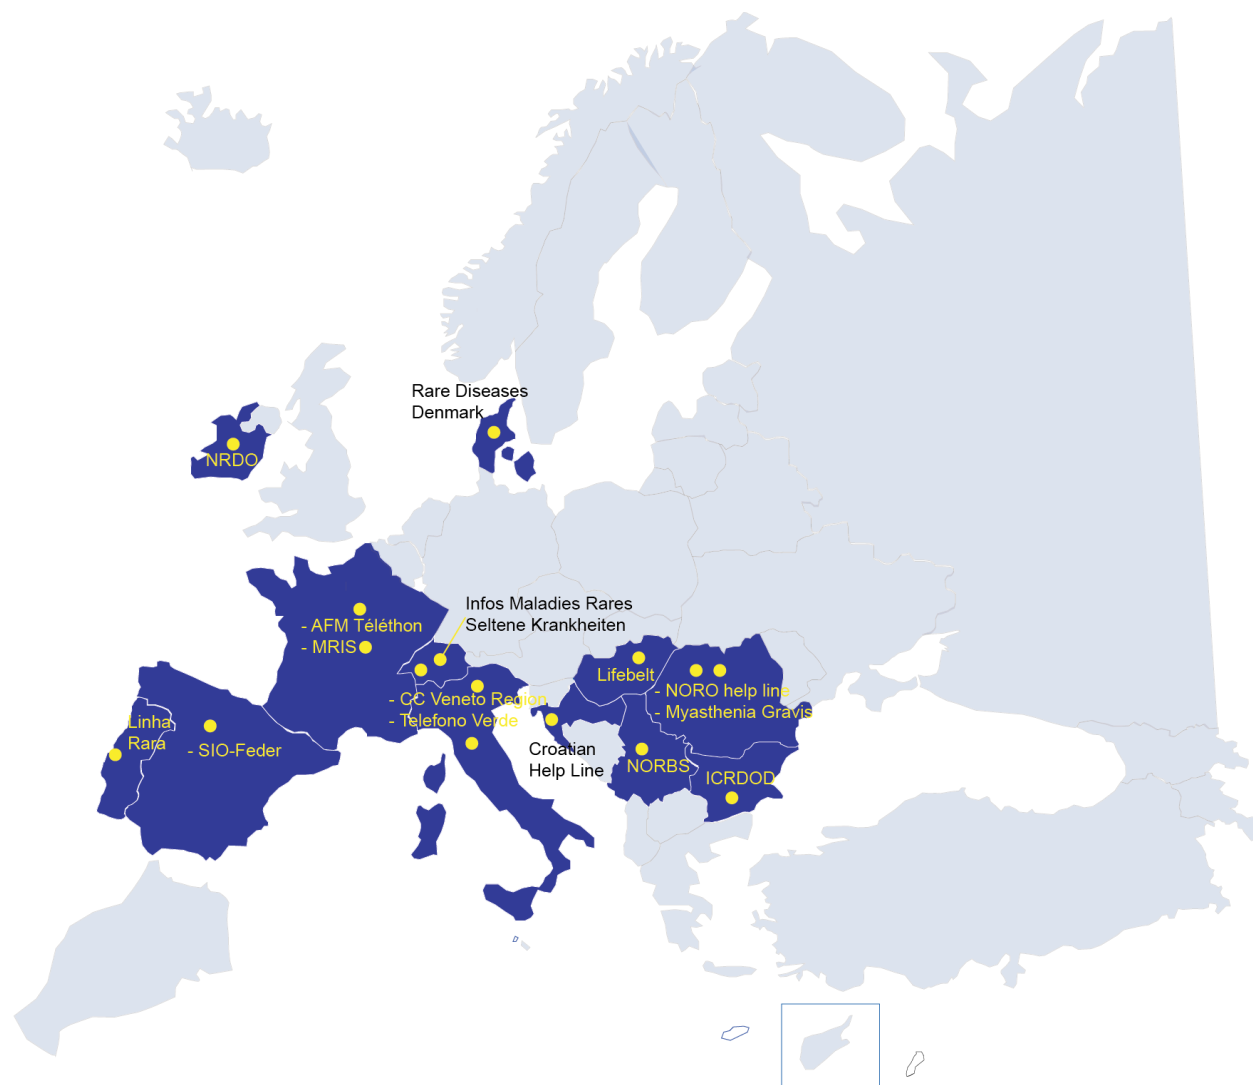 Rare Diseases
Denmark
NRDO
Infos Maladies Rares
Seltene Krankheiten
- AFM Téléthon
- MRIS
Lifebelt
- CC Veneto Region
- Telefono Verde
- NORO help line
- Myasthenia Gravis
Linha
Rara
- SIO-Feder
Croatian
Help Line
NORBS
ICRDOD